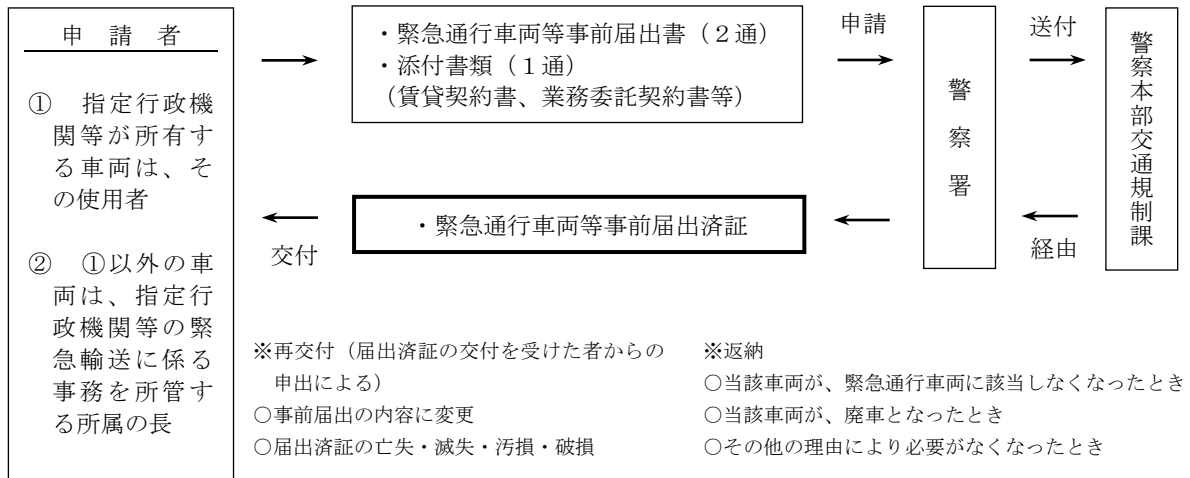 申請者
① 指定行政機
関等が所有す
る車両は、そ
の使用者
② ①以外の車
両は、指定行
政機関等の緊
急輸送に係る
事務を所管す
る所属の長
・緊急通行車両等事前届出書（２通）
・添付書類（１通）
（賃貸契約書、業務委託契約書等）
申請
警察署
送付
警察本部交通規制課
経由
・緊急通行車両等事前届出済証
交付
※再交付（届出済証の交付を受けた者からの
申出による）
○事前届出の内容に変更
○届出済証の亡失・滅失・汚損・破損
※返納
○当該車両が、緊急通行車両に該当しなくなったとき
○当該車両が、廃車となったとき
○その他の理由により必要がなくなったとき